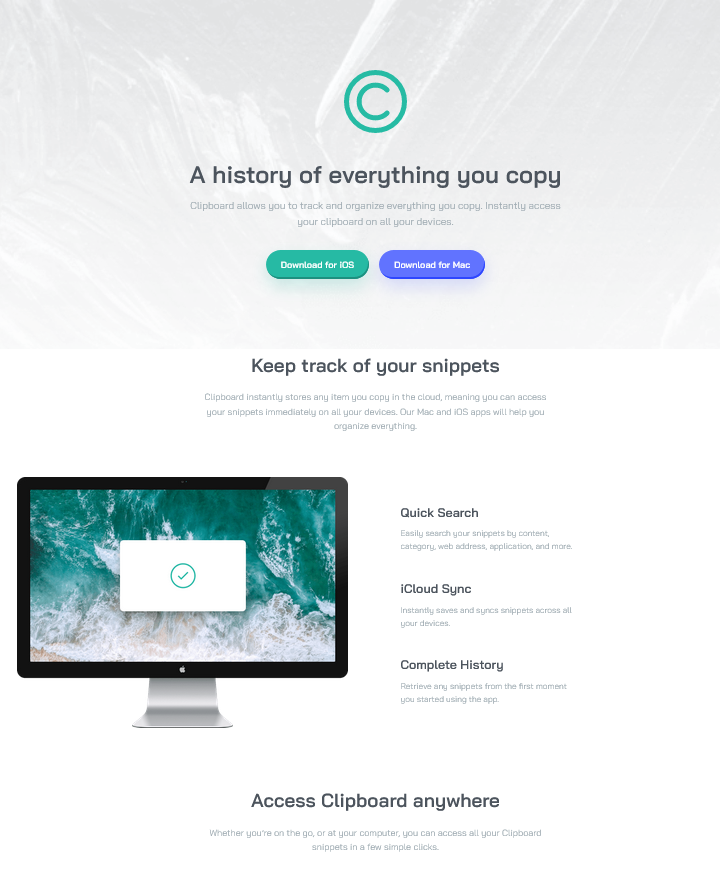 A history of everything you copy
Clipboard allows you to track and organize everything you copy. Instantly access
your clipboard on all your devices.
Download for iOS
Download for Mac
Keep track of your snippets
Clipboard instantly stores any item you copy in the cloud, meaning you can access
your snippets immediately on all your devices. Our Mac and iOS apps will help you
organize everything.
Quick Search
Easily search your snippets by content,
category, web address, application, and more.
iCloud Sync
Instantly saves and syncs snippets across all
your devices.
Complete History
Retrieve any snippets from the first moment
you started using the app.
Access Clipboard anywhere
Whether you're on the go, or at your computer, you can access all your Clipboard
snippets in a few simple clicks.